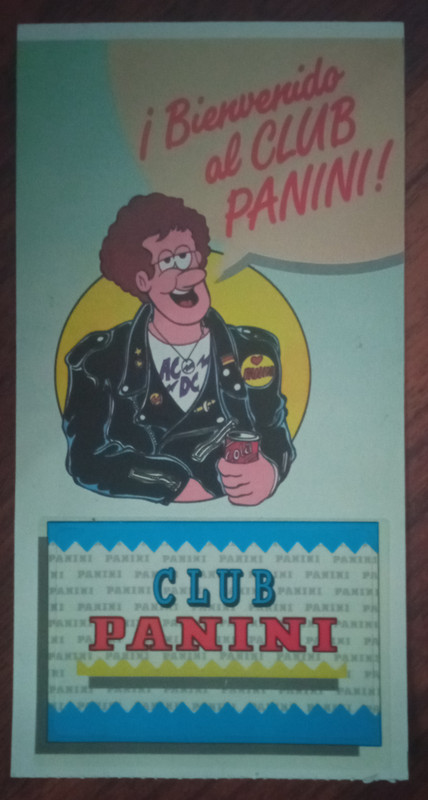 ¡Bienvenido
al CLUB
PANINI!
AC
DC
CLUB
PANINI